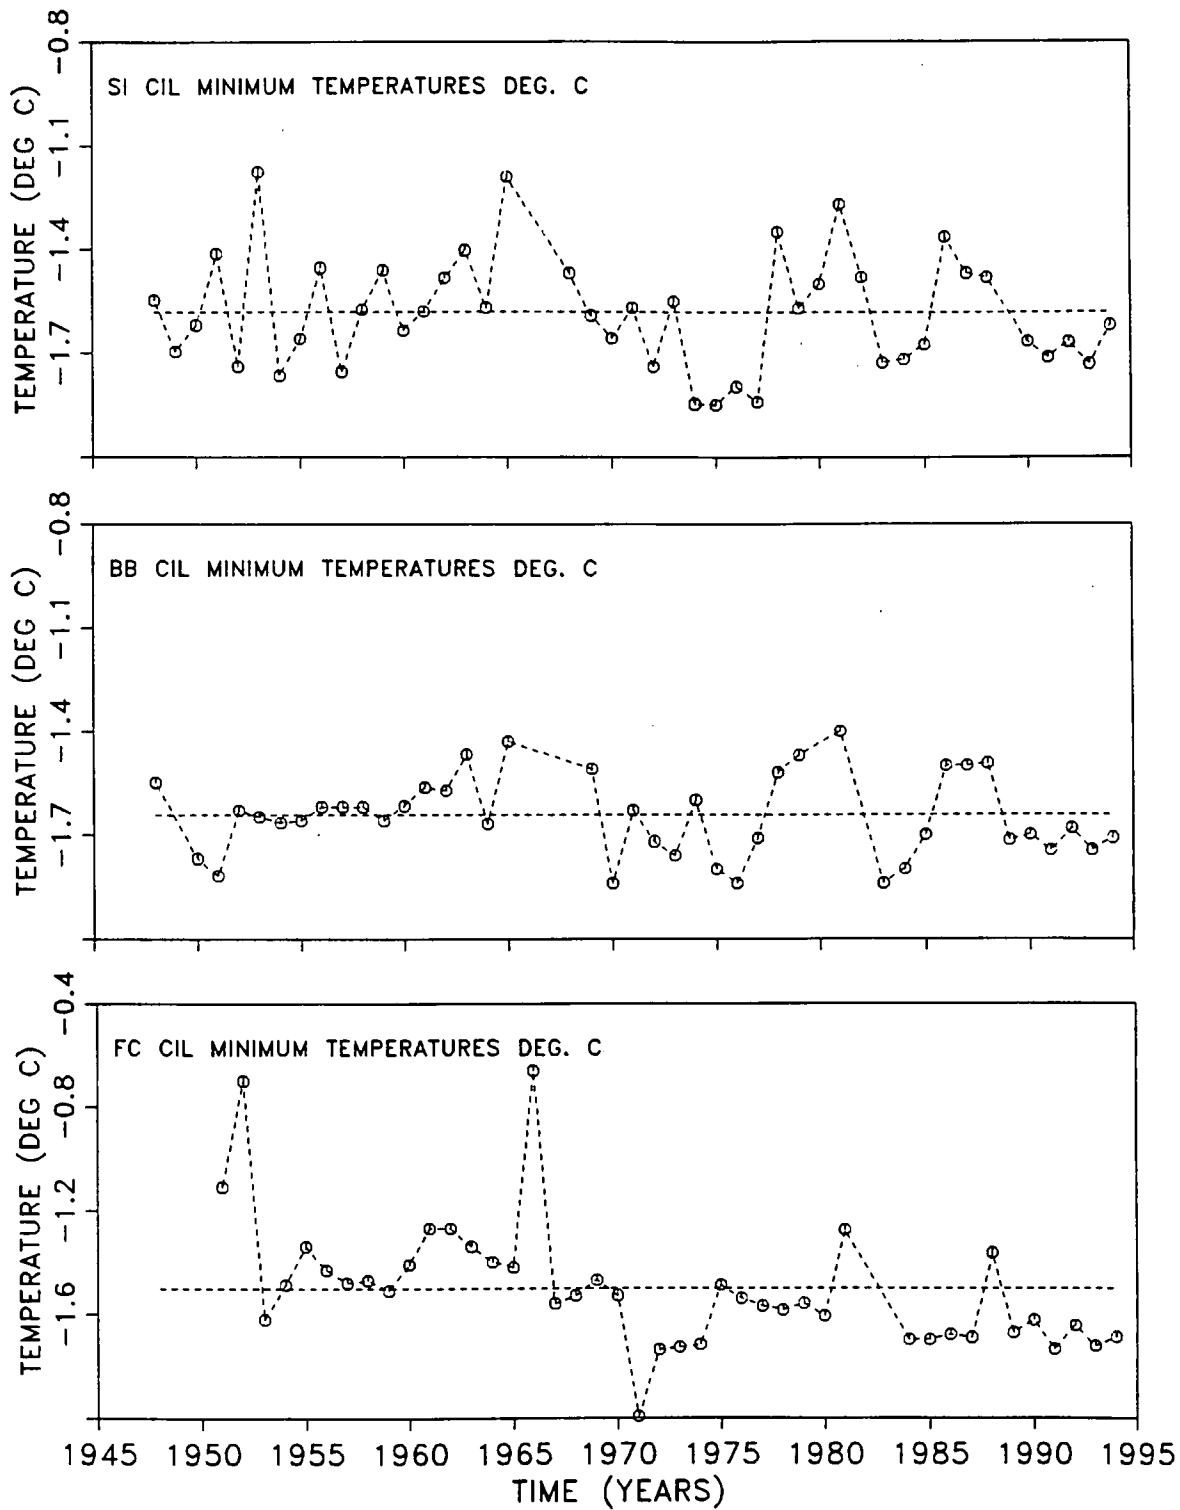 SI CIL MINIMUM TEMPERATURES DEG. C
TEMPERATURE (DEG C)
-0.8
-1.1
-1.4
-1.7
BB CIL MINIMUM TEMPERATURES DEG. C
TEMPERATURE (DEG C)
-0.8
-1.1
-1.4
-1.7
FC CIL MINIMUM TEMPERATURES DEG. C
TEMPERATURE (DEG C)
-0.4
-0.8
-1.2
-1.6
1945 1950 1955 1960 1965 1970 1975 1980 1985 1990 1995
TIME (YEARS)